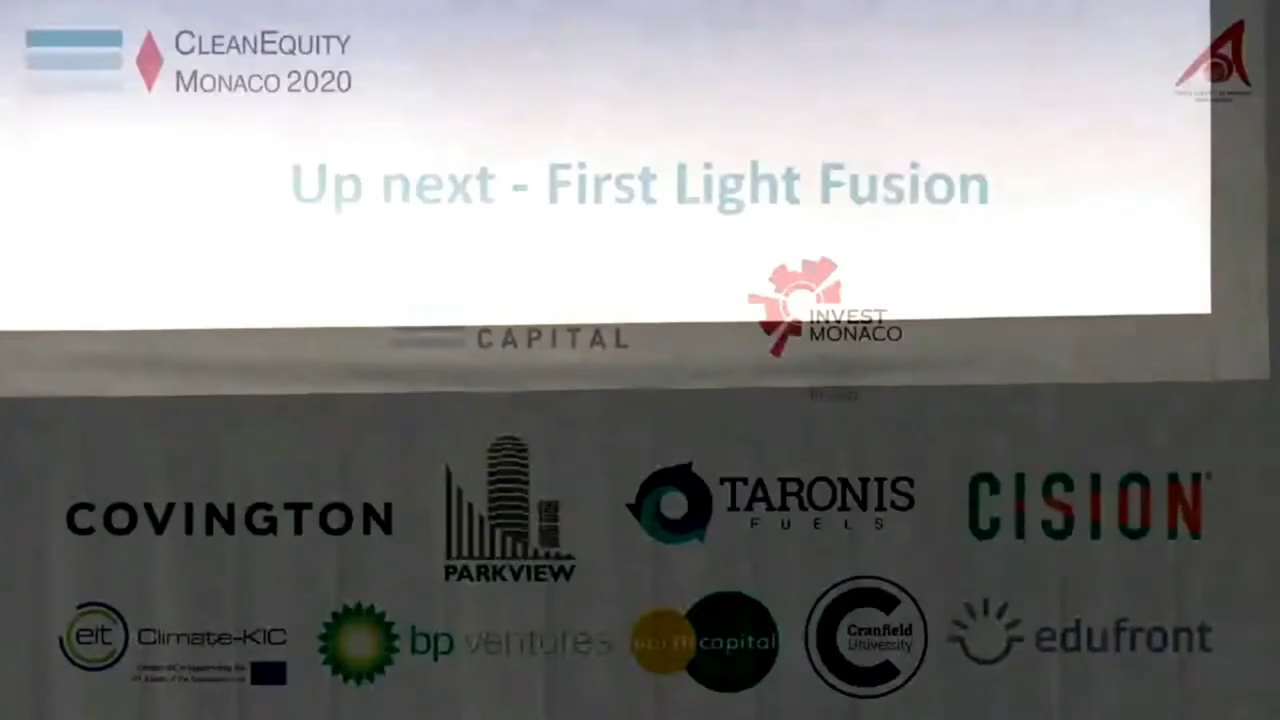 CLEANEQUITY
MONACO 2020
Up next - First Light Fusion
CAPITAL
INVEST
MONACO
COVINGTON
PARKVIEW
TARONIS
FUELS
CISION
eit Climate-KIC
bp ventures
capital
Cranfield
University
edufront